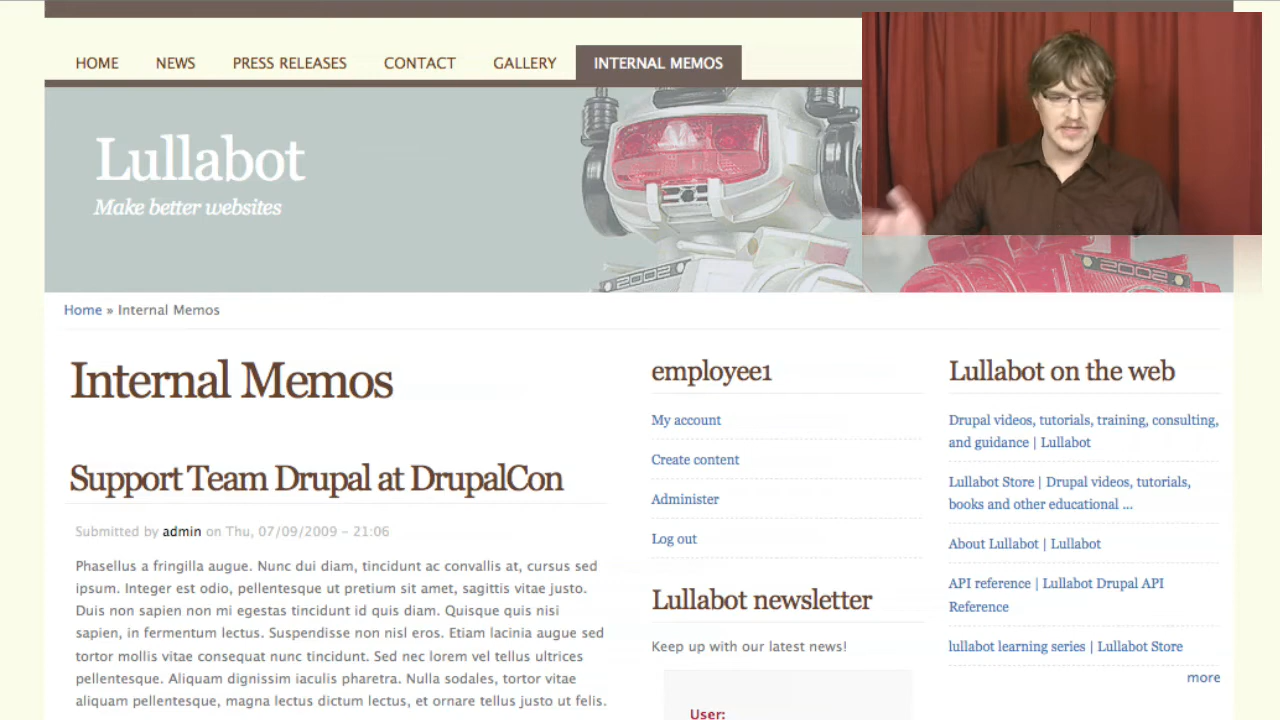 HOME NEWS PRESS RELEASES CONTACT GALLERY INTERNAL MEMOS
Lullabot
Make better websites
2002
2002
Home » Internal Memos
Internal Memos
Support Team Drupal at DrupalCon
Submitted by admin on Thu, 07/09/2009 – 21:06
Phasellus a fringilla augue. Nunc dui diam, tincidunt ac convallis at, cursus sed
ipsum. Integer est odio, pellentesque ut pretium sit amet, sagittis vitae justo.
Duis non sapien non mi egestas tincidunt id quis diam. Quisque quis nisi
sapien, in fermentum lectus. Suspendisse non nisl eros. Etiam lacinia augue sed
tortor mollis vitae consequat nunc tincidunt. Sed nec lorem vel tellus ultrices
pellentesque. Aliquam dignissim iaculis pharetra. Nulla sodales, tortor vitae
aliquam pellentesque, magna lectus dictum lectus, et ornare tellus justo ut felis.
employee1
My account
Create content
Administer
Log out
Lullabot newsletter
Keep up with our latest news!
User:
Lullabot on the web
Drupal videos, tutorials, training, consulting,
and guidance | Lullabot
Lullabot Store | Drupal videos, tutorials,
books and other educational ...
About Lullabot | Lullabot
API reference | Lullabot Drupal API
Reference
lullabot learning series | Lullabot Store
more